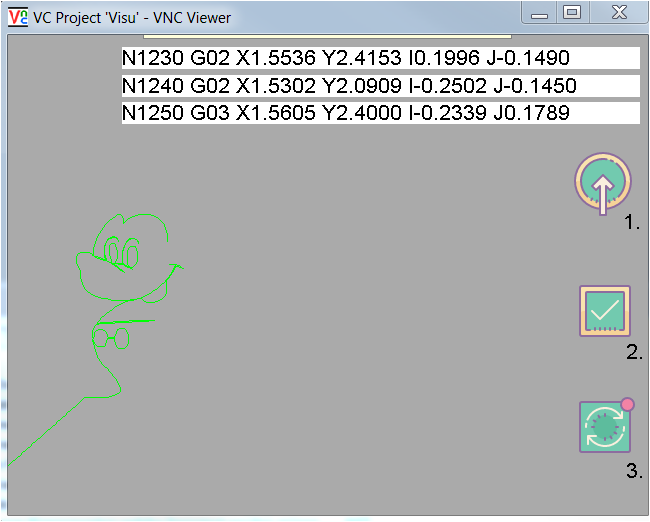 VC Project 'Visu' - VNC Viewer
N1230 G02 X1.5536 Y2.4153 I0.1996 J-0.1490
N1240 G02 X1.5302 Y2.0909 I-0.2502 J-0.1450
N1250 G03 X1.5605 Y2.4000 I-0.2339 J0.1789
1.
2.
3.